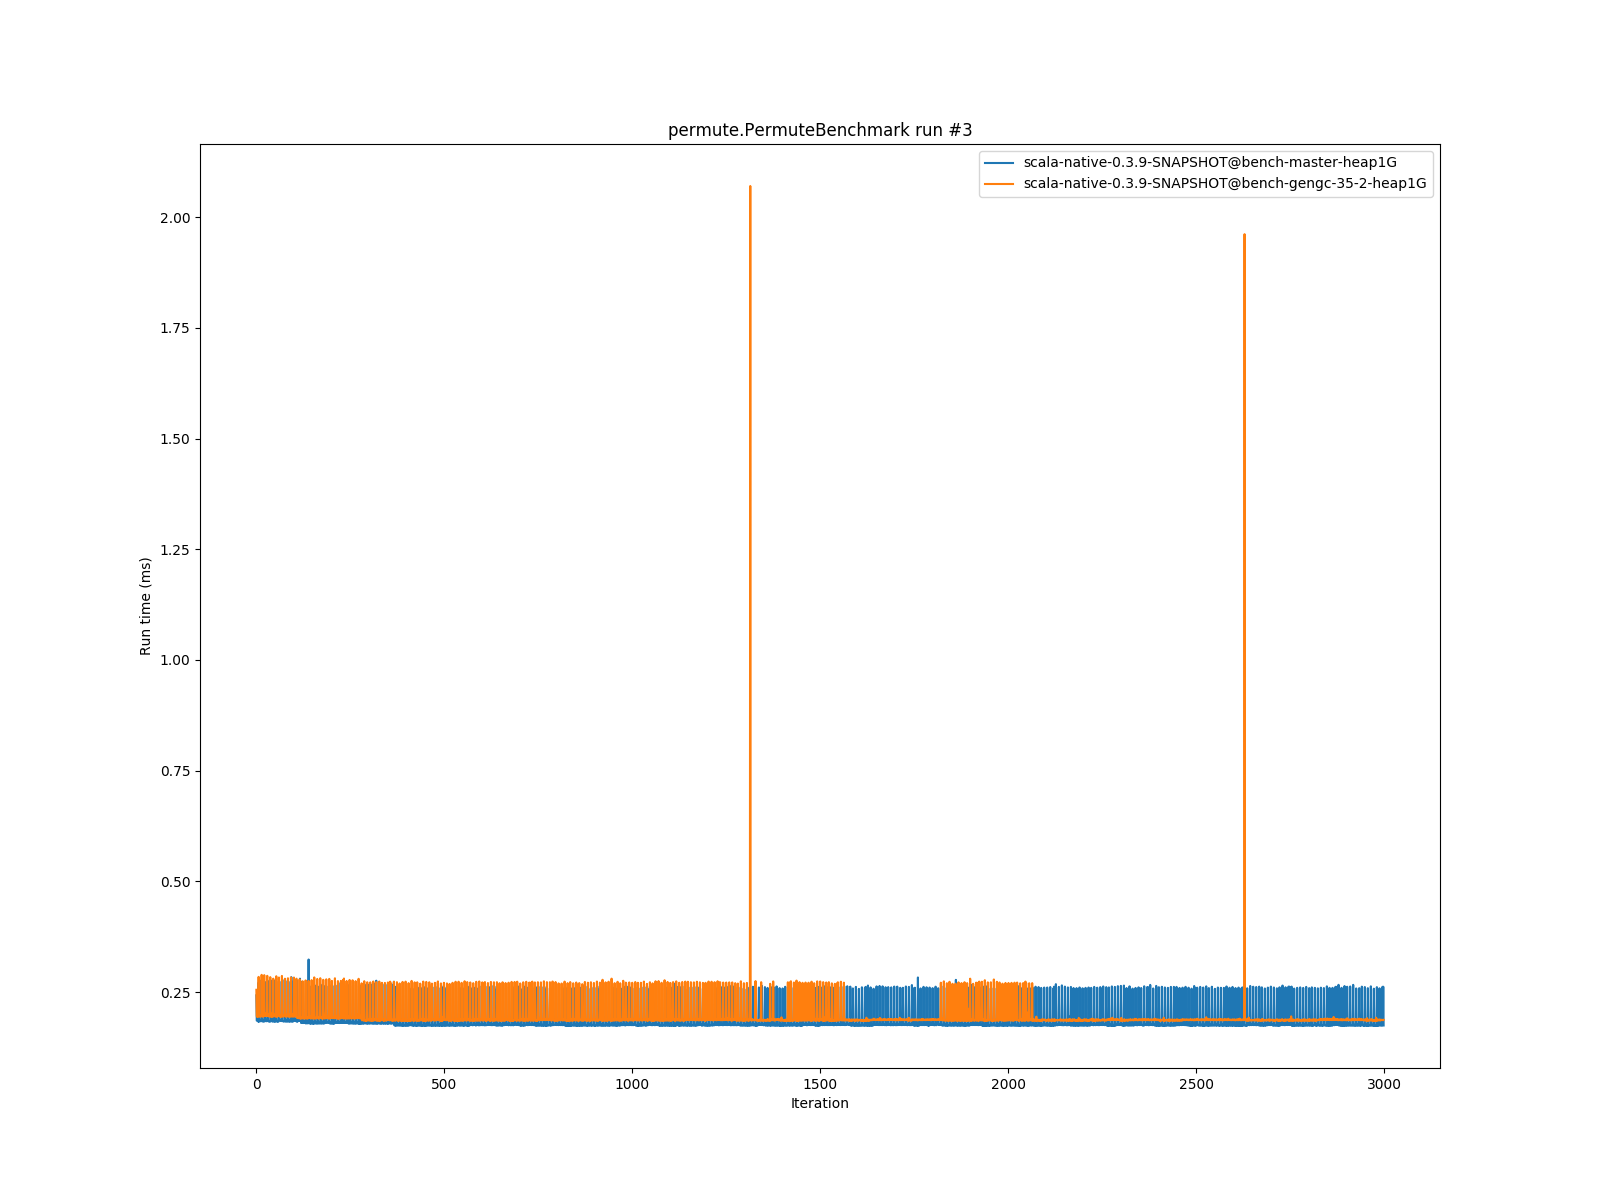 permute.PermuteBenchmark run #3
scala-native-0.3.9-SNAPSHOT@bench-master-heap1G
scala-native-0.3.9-SNAPSHOT@bench-gengc-35-2-heap1G
2.00
1.75
1.50
1.25
1.00
0.75
0.50
0.25
Run time (ms)
0 500 1000 1500 2000 2500 3000
Iteration